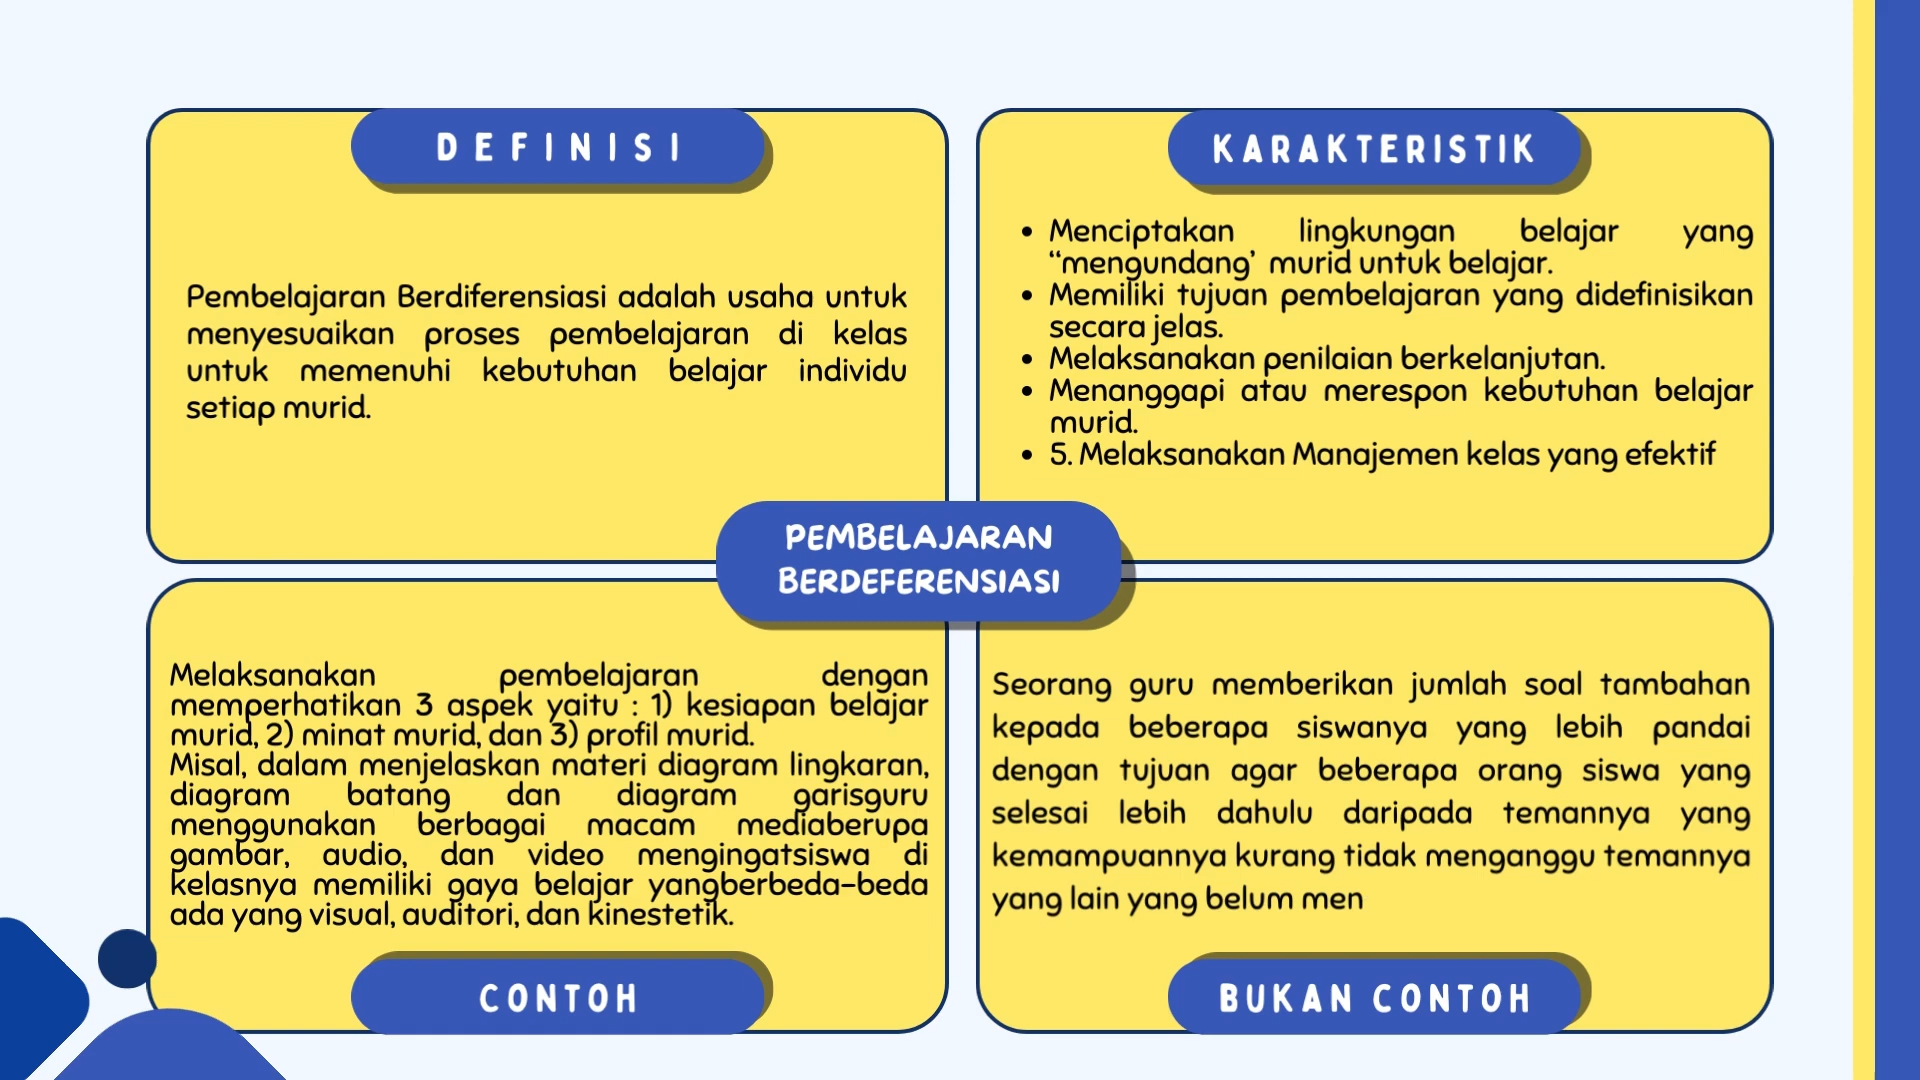 DEFINISI
Pembelajaran Berdiferensiasi adalah usaha untuk
menyesuaikan proses pembelajaran di kelas
untuk memenuhi kebutuhan belajar individu
setiap murid.
KARAKTERISTIK
• Menciptakan lingkungan belajar yang
“mengundang’ murid untuk belajar.
• Memiliki tujuan pembelajaran yang didefinisikan
secara jelas.
• Melaksanakan penilaian berkelanjutan.
• Menanggapi atau merespon kebutuhan belajar
murid.
• 5. Melaksanakan Manajemen kelas yang efektif
PEMBELAJARAN
BERDEFERENSIASI
Melaksanakan pembelajaran dengan
memperhatikan 3 aspek yaitu : 1) kesiapan belajar
murid, 2) minat murid, dan 3) profil murid.
Misal, dalam menjelaskan materi diagram lingkaran,
diagram batang dan diagram garisguru
menggunakan berbagai macam mediaberupa
gambar, audio, dan video mengingatsiswa di
kelasnya memiliki gaya belajar yangberbeda-beda
ada yang visual, auditori, dan kinestetik.
CONTOH
Seorang guru memberikan jumlah soal tambahan
kepada beberapa siswanya yang lebih pandai
dengan tujuan agar beberapa orang siswa yang
selesai lebih dahulu daripada temannya yang
kemampuannya kurang tidak menganggu temannya
yang lain yang belum men
BUKAN CONTOH